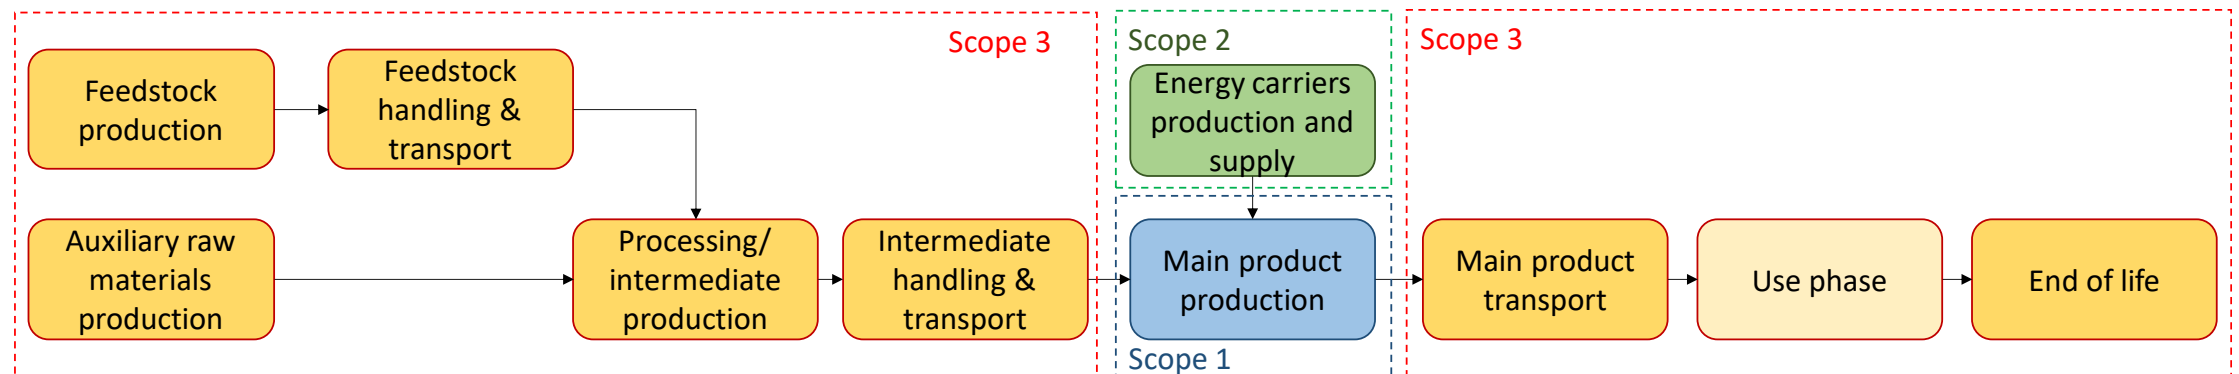 Scope 3
Feedstock
production
Feedstock
handling &
transport
Auxiliary raw
materials
production
Processing/
intermediate
production
Intermediate
handling &
transport
Scope 2
Energy carriers
production and
supply
Main product
production
Scope 1
Scope 3
Main product
transport
Use phase
End of life